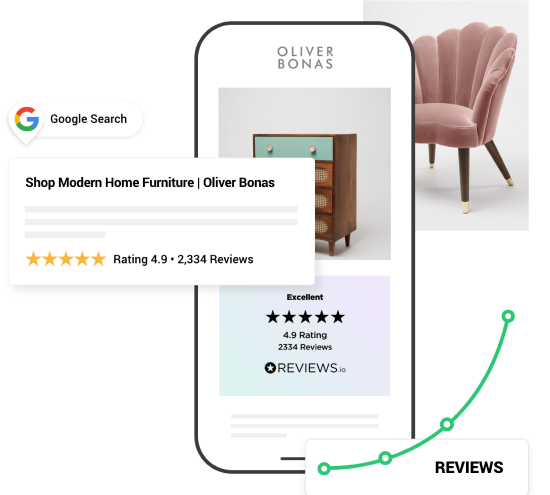 OLIVER
BONAS
Google Search
Shop Modern Home Furniture | Oliver Bonas
Rating 4.9 • 2,334 Reviews
Excellent
4.9 Rating
2334 Reviews
REVIEWS.io
REVIEWS